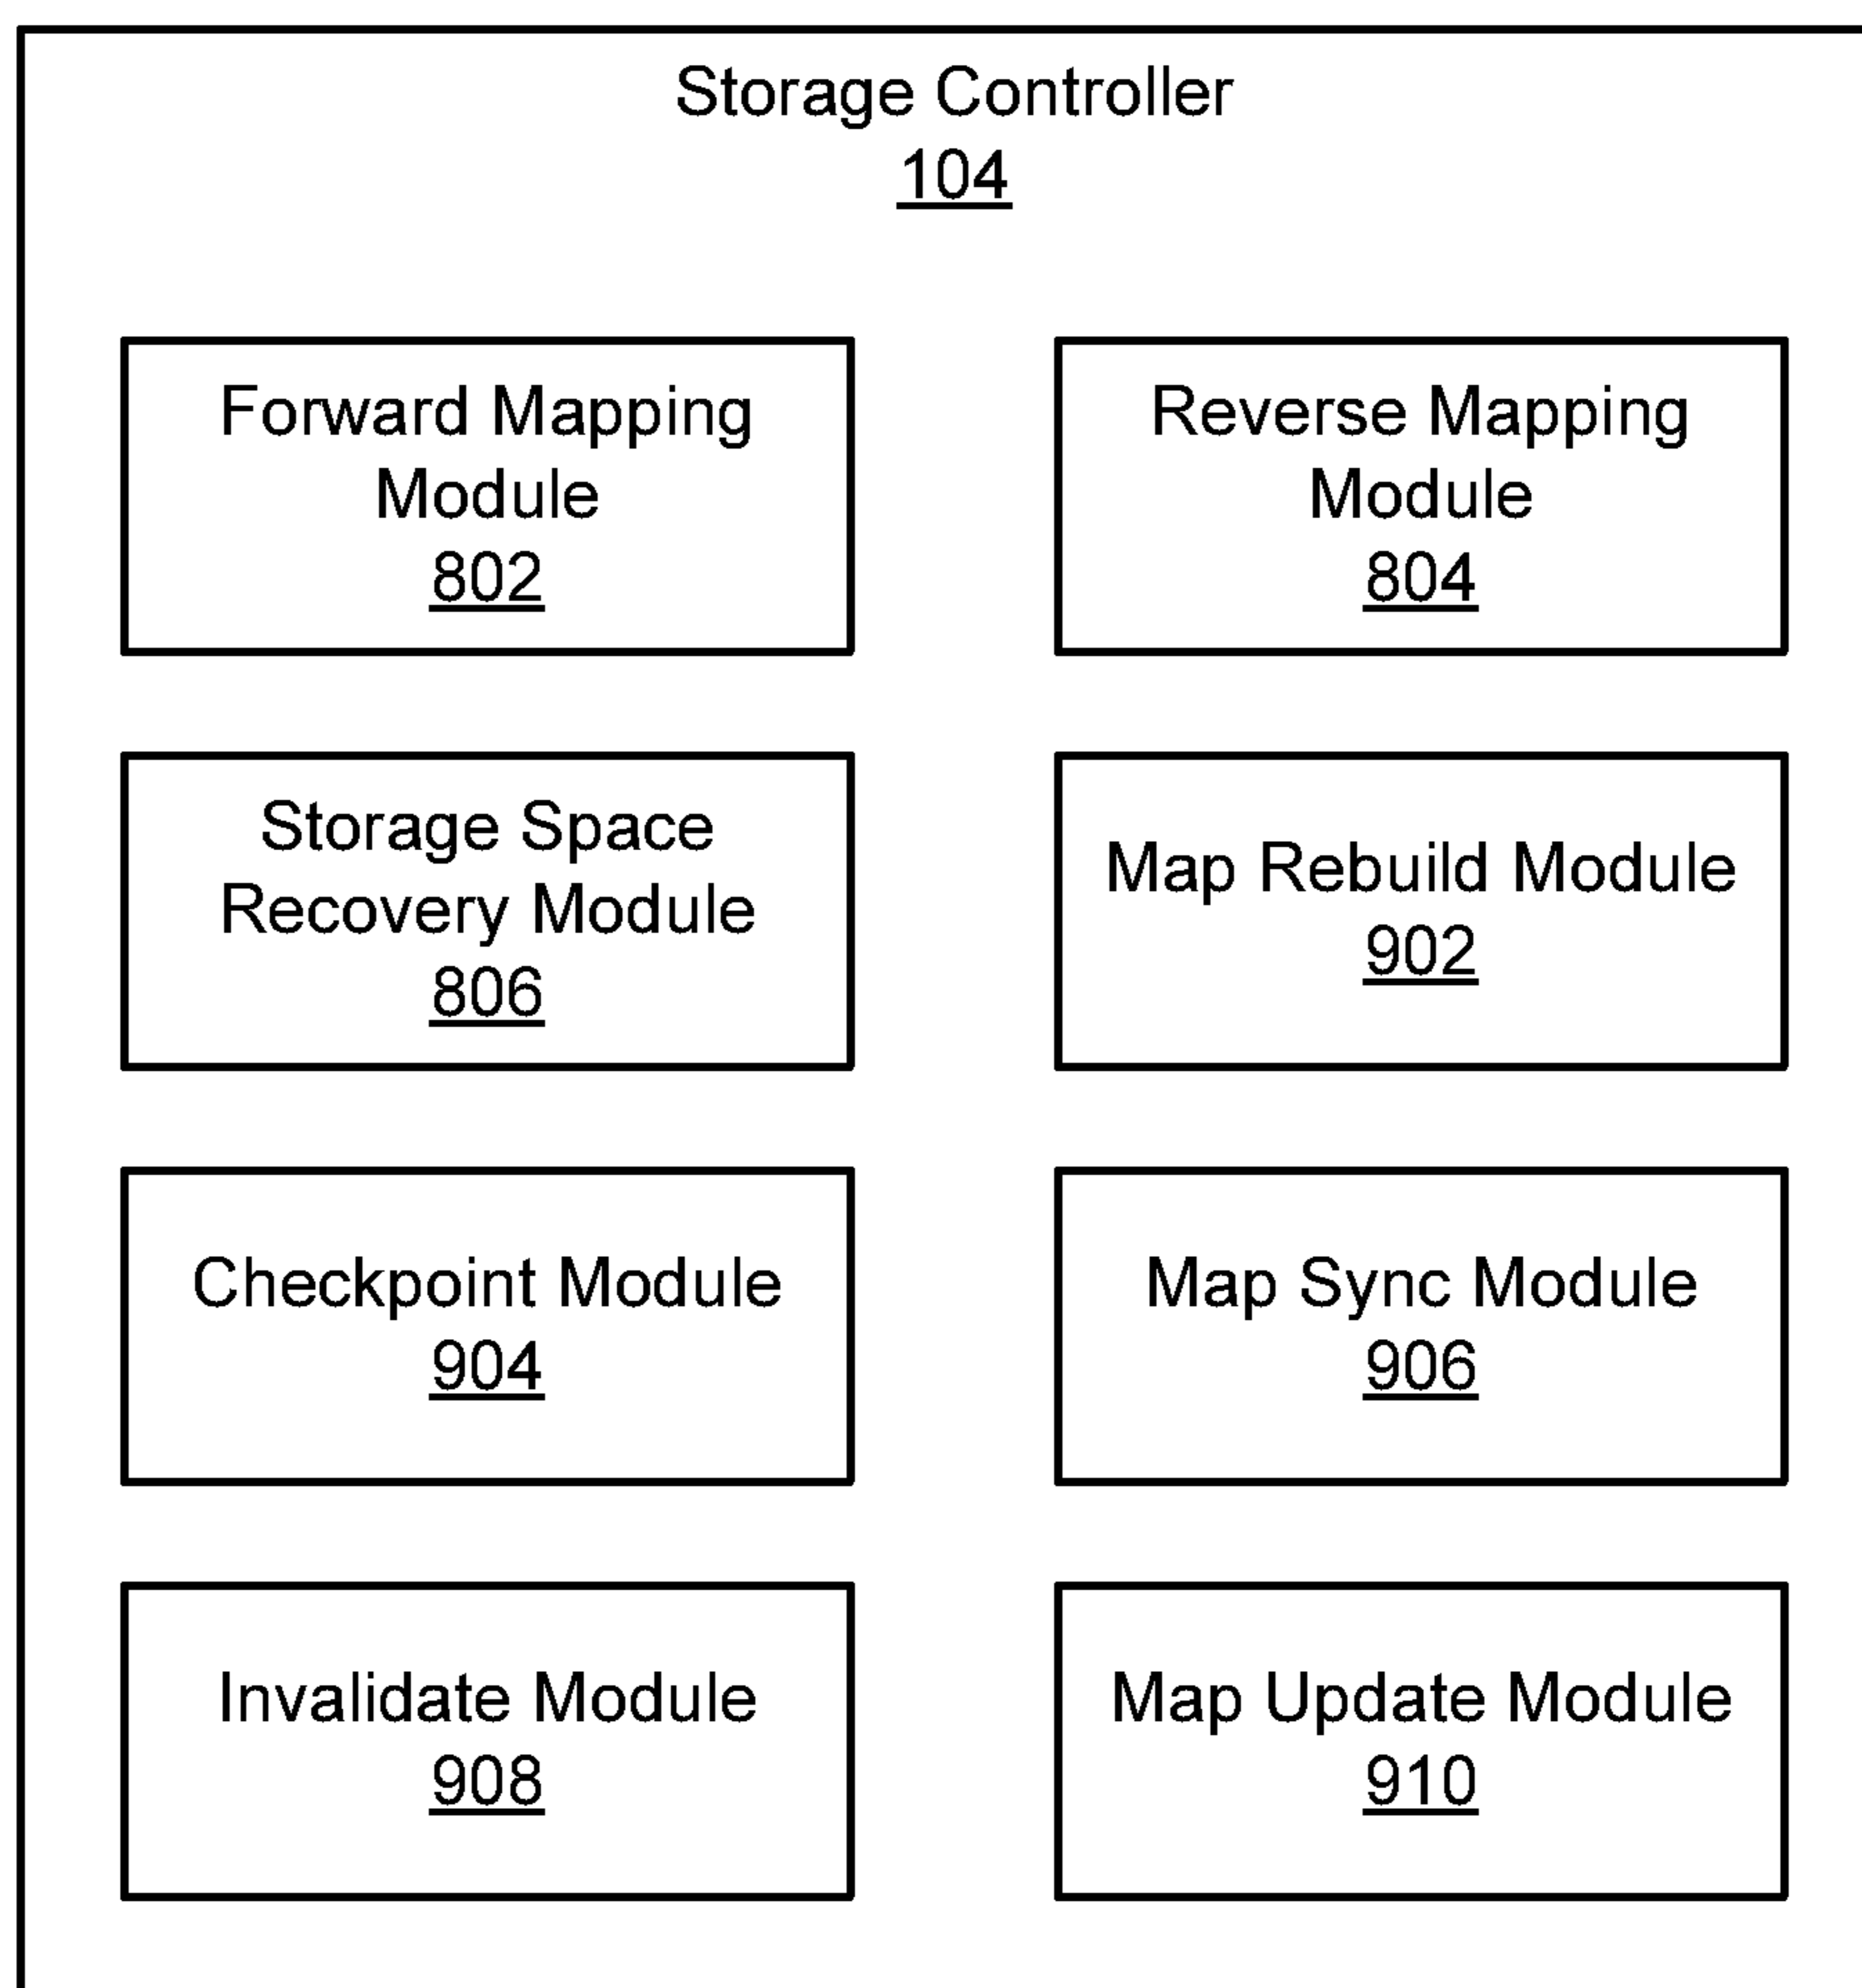 Storage Controller
104
Forward Mapping
Module
802
Reverse Mapping
Module
804
Storage Space
Recovery Module
806
Map Rebuild Module
902
Checkpoint Module
904
Map Sync Module
906
Invalidate Module
908
Map Update Module
910